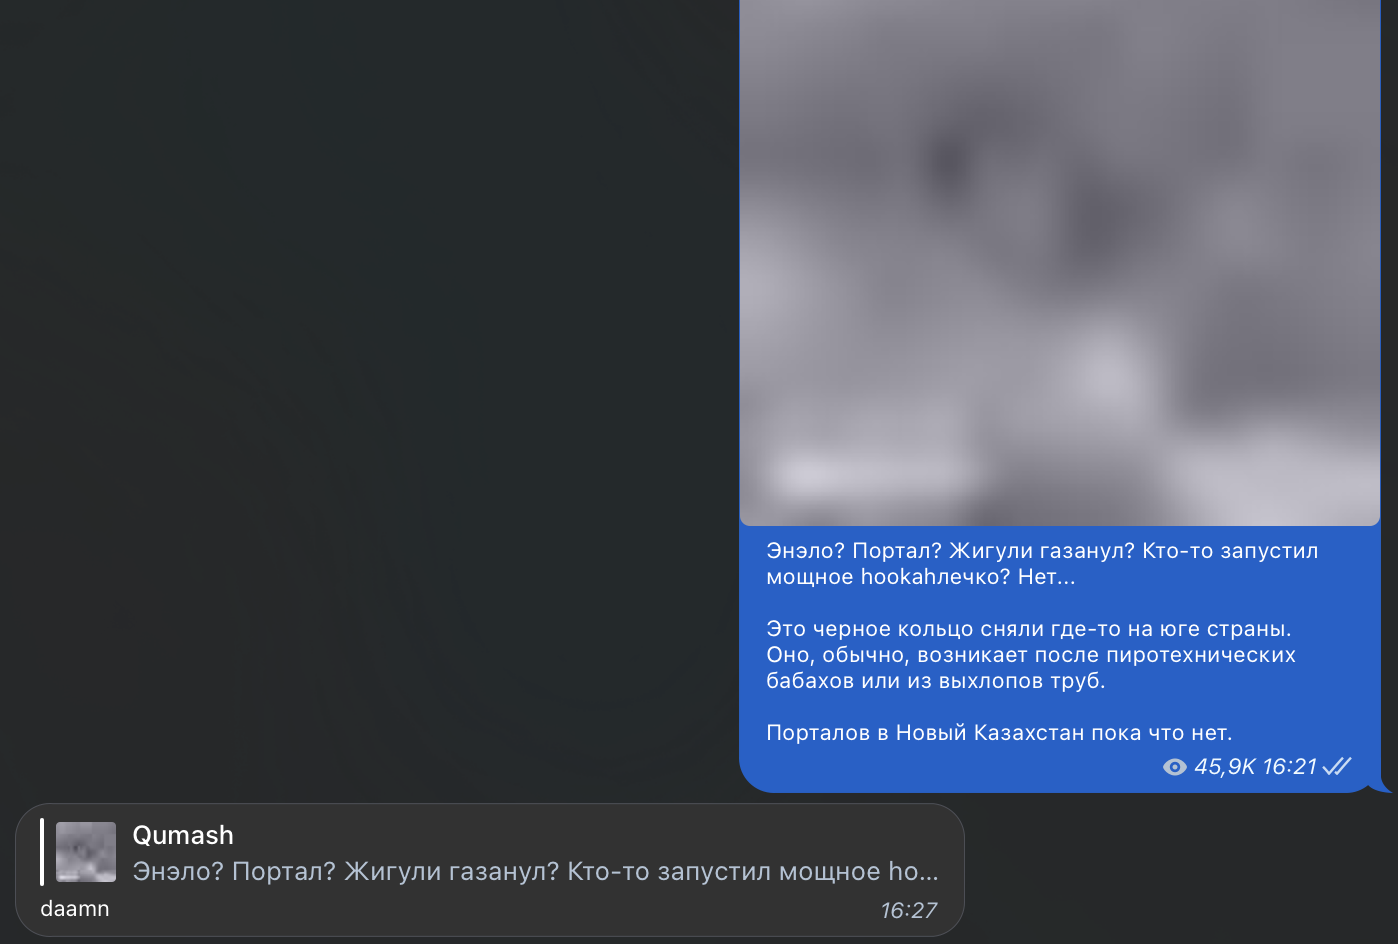 Энэло? Портал? Жигули газанул? Кто-то запустил
мощное hookahлечко? Нет...
Это черное кольцо сняли где-то на юге страны.
Оно, обычно, возникает после пиротехнических
бабахов или из выхлопов труб.
Порталов в Новый Казахстан пока что нет.
45,9K 16:21
Qumash
Энэло? Портал? Жигули газанул? Кто-то запустил мощное ho...
daamn
16:27